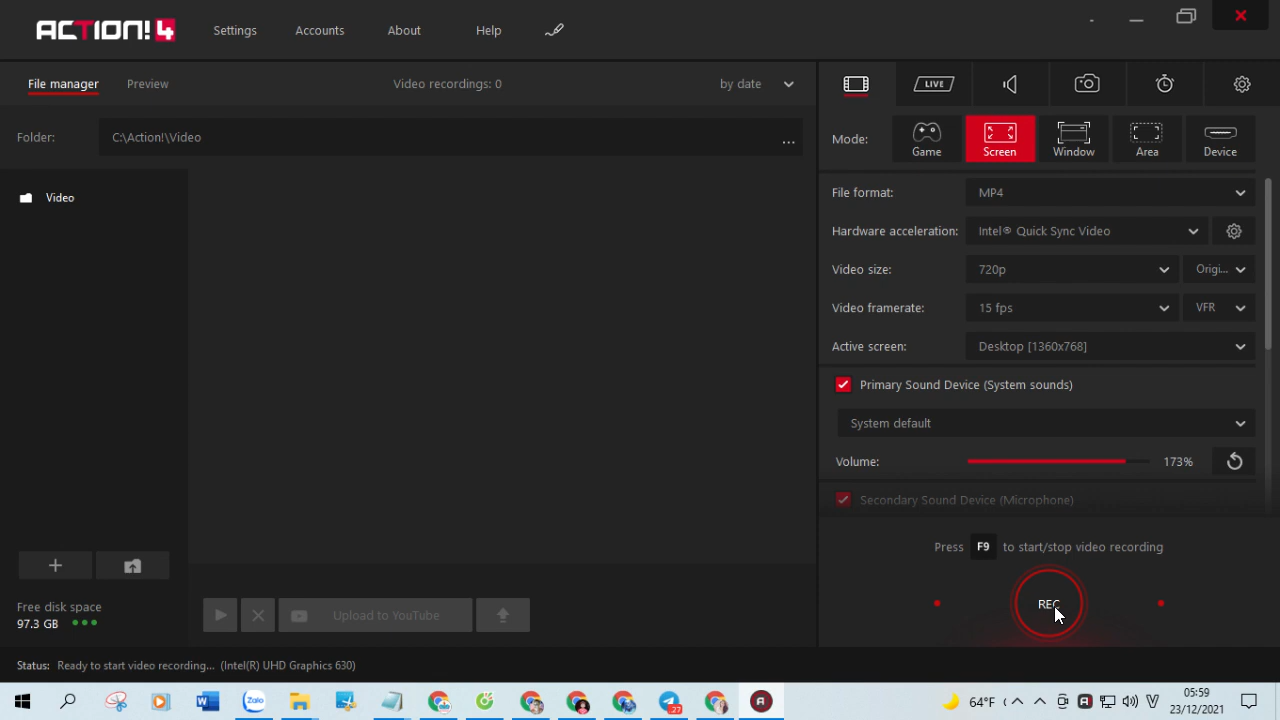 ACTION! 4
Settings Accounts About Help
File manager Preview Video recordings: 0 by date
LIVE
Folder: C:\Action!\Video ...
Mode: Game Screen Window Area Device
Video
File format: MP4
Hardware acceleration: Intel® Quick Sync Video
Video size: 720p Origi...
Video framerate: 15 fps VFR
Active screen: Desktop [1360x768]
Primary Sound Device (System sounds)
System default
Volume: 173%
Secondary Sound Device (Microphone)
Press F9 to start/stop video recording
REC
Free disk space
97.3 GB
Upload to YouTube
Status: Ready to start video recording... (Intel(R) UHD Graphics 630)
Zalo
27
64°F
V
05:59
23/12/2021